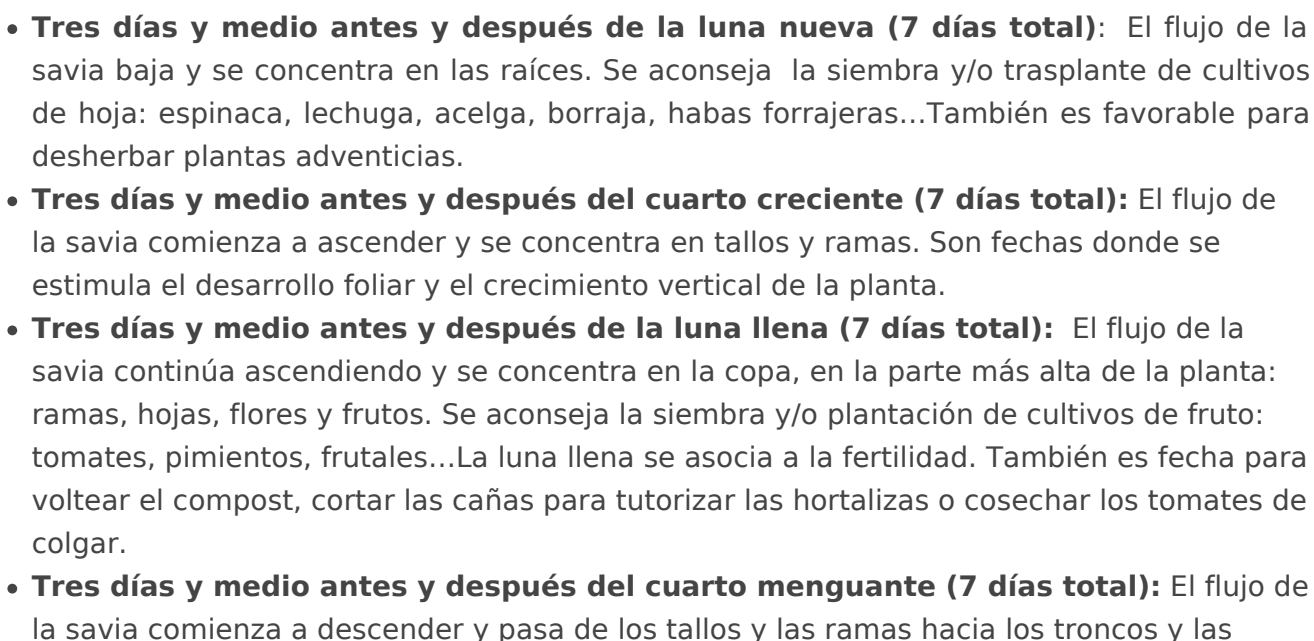 • Tres días y medio antes y después de la luna nueva (7 días total): El flujo de la
savia baja y se concentra en las raíces. Se aconseja la siembra y/o trasplante de cultivos
de hoja: espinaca, lechuga, acelga, borraja, habas forrajeras...También es favorable para
desherbar plantas adventicias.
• Tres días y medio antes y después del cuarto creciente (7 días total): El flujo de
la savia comienza a ascender y se concentra en tallos y ramas. Son fechas donde se
estimula el desarrollo foliar y el crecimiento vertical de la planta.
• Tres días y medio antes y después de la luna llena (7 días total): El flujo de la
savia continúa ascendiendo y se concentra en la copa, en la parte más alta de la planta:
ramas, hojas, flores y frutos. Se aconseja la siembra y/o plantación de cultivos de fruto:
tomates, pimientos, frutales...La luna llena se asocia a la fertilidad. También es fecha para
voltear el compost, cortar las cañas para tutorizar las hortalizas o cosechar los tomates de
colgar.
• Tres días y medio antes y después del cuarto menguante (7 días total): El flujo de
la savia comienza a descender y pasa de los tallos y las ramas hacia los troncos y las